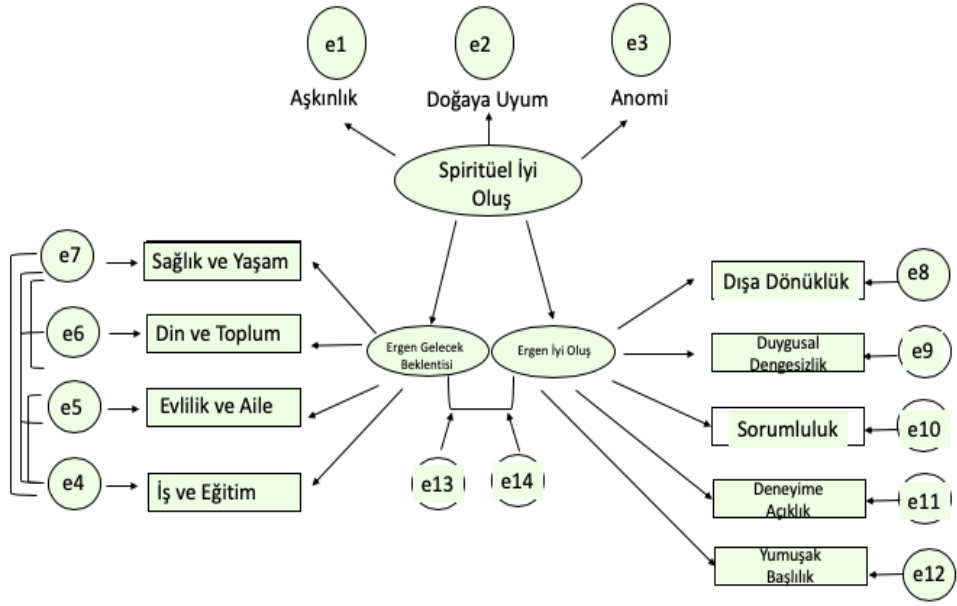 e1
e2
e3
Aşkınlık
Doğaya Uyum
Anomi
Spiritüel İyi
Oluş
e7
Sağlık ve Yaşam
e6
Din ve Toplum
e5
Evlilik ve Aile
e4
İş ve Eğitim
Ergen Gelecek
Beklentisi
Ergen İyi Oluş
e13
e14
Dışa Dönüklük
e8
Duygusal
Dengesizlik
e9
Sorumluluk
e10
Deneyime
Açıklık
e11
Yumuşak
Başlılık
e12